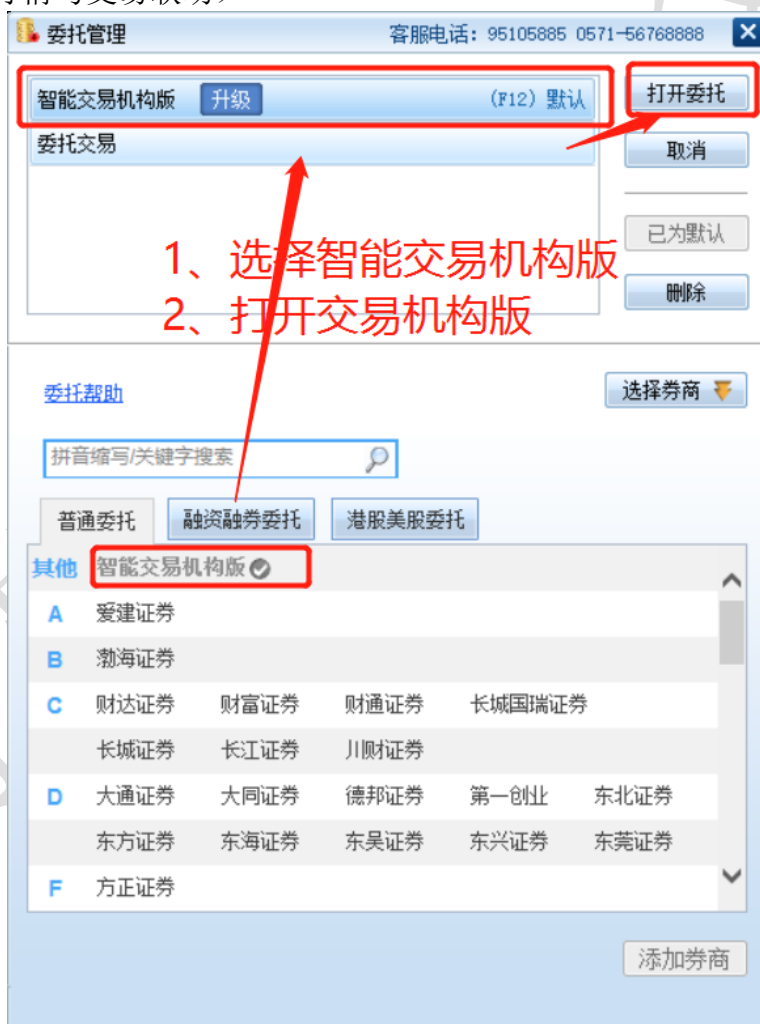 委托管理 客服电话：95105885 0571-56768888
智能交易机构版 升级 (F12) 默认 打开委托
委托交易 取消
已为默认
删除
1、选择智能交易机构版
2、打开交易机构版
委托帮助 选择券商
拼音缩写/关键字搜索
普通委托 融资融券委托 港股美股委托
其他 智能交易机构版
A 爱建证券
B 渤海证券
C 财达证券 财富证券 财通证券 长城国瑞证券
长城证券 长江证券 川财证券
D 大通证券 大同证券 德邦证券 第一创业 东北证券
东方证券 东海证券 东吴证券 东兴证券 东莞证券
F 方正证券
添加券商